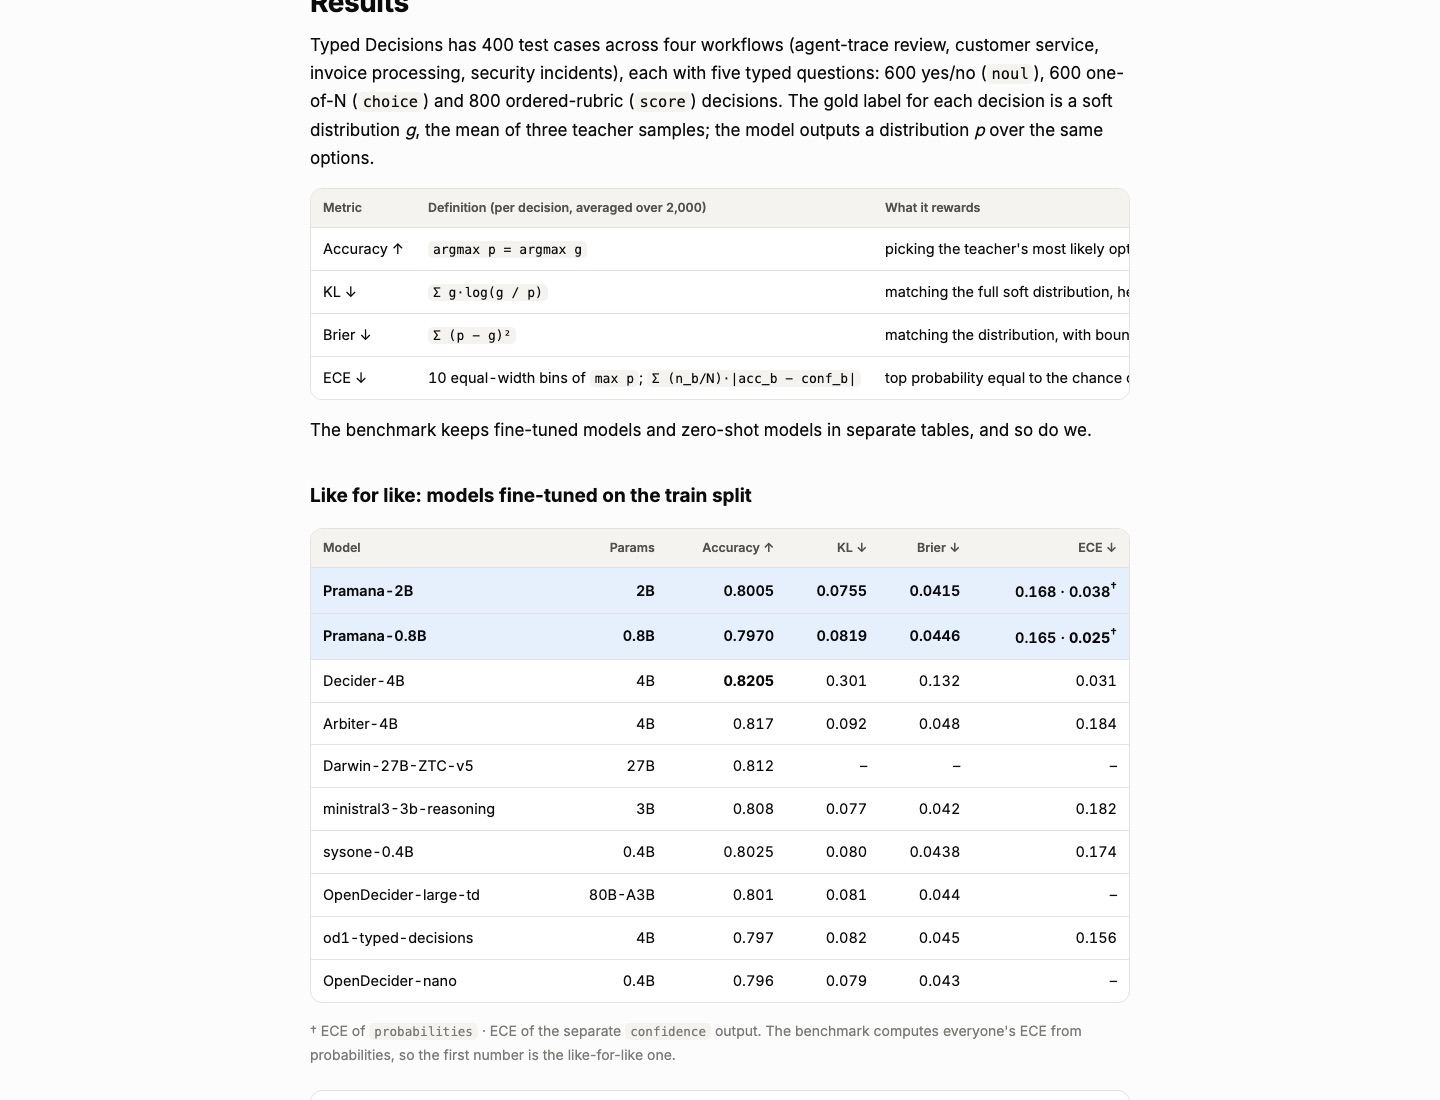 Results
Typed Decisions has 400 test cases across four workflows (agent-trace review, customer service,
invoice processing, security incidents), each with five typed questions: 600 yes/no ( noul ), 600 one-
of-N ( choice ) and 800 ordered-rubric ( score ) decisions. The gold label for each decision is a soft
distribution g, the mean of three teacher samples; the model outputs a distribution p over the same
options.
Metric Definition (per decision, averaged over 2,000) What it rewards
Accuracy ↑ argmax p = argmax g picking the teacher's most likely opt
KL ↓ Σ g·log(g / p) matching the full soft distribution, he
Brier ↓ Σ (p − g)² matching the distribution, with boun
ECE ↓ 10 equal-width bins of max p ; Σ (n_b/N)·|acc_b − conf_b| top probability equal to the chance
The benchmark keeps fine-tuned models and zero-shot models in separate tables, and so do we.
Like for like: models fine-tuned on the train split
Model Params Accuracy ↑ KL ↓ Brier ↓ ECE ↓
Pramana-2B 2B 0.8005 0.0755 0.0415 0.168 · 0.038†
Pramana-0.8B 0.8B 0.7970 0.0819 0.0446 0.165 · 0.025†
Decider-4B 4B 0.8205 0.301 0.132 0.031
Arbiter-4B 4B 0.817 0.092 0.048 0.184
Darwin-27B-ZTC-v5 27B 0.812 – – –
ministral3-3b-reasoning 3B 0.808 0.077 0.042 0.182
sysone-0.4B 0.4B 0.8025 0.080 0.0438 0.174
OpenDecider-large-td 80B-A3B 0.801 0.081 0.044 –
od1-typed-decisions 4B 0.797 0.082 0.045 0.156
OpenDecider-nano 0.4B 0.796 0.079 0.043 –
† ECE of probabilities · ECE of the separate confidence output. The benchmark computes everyone's ECE from
probabilities, so the first number is the like-for-like one.